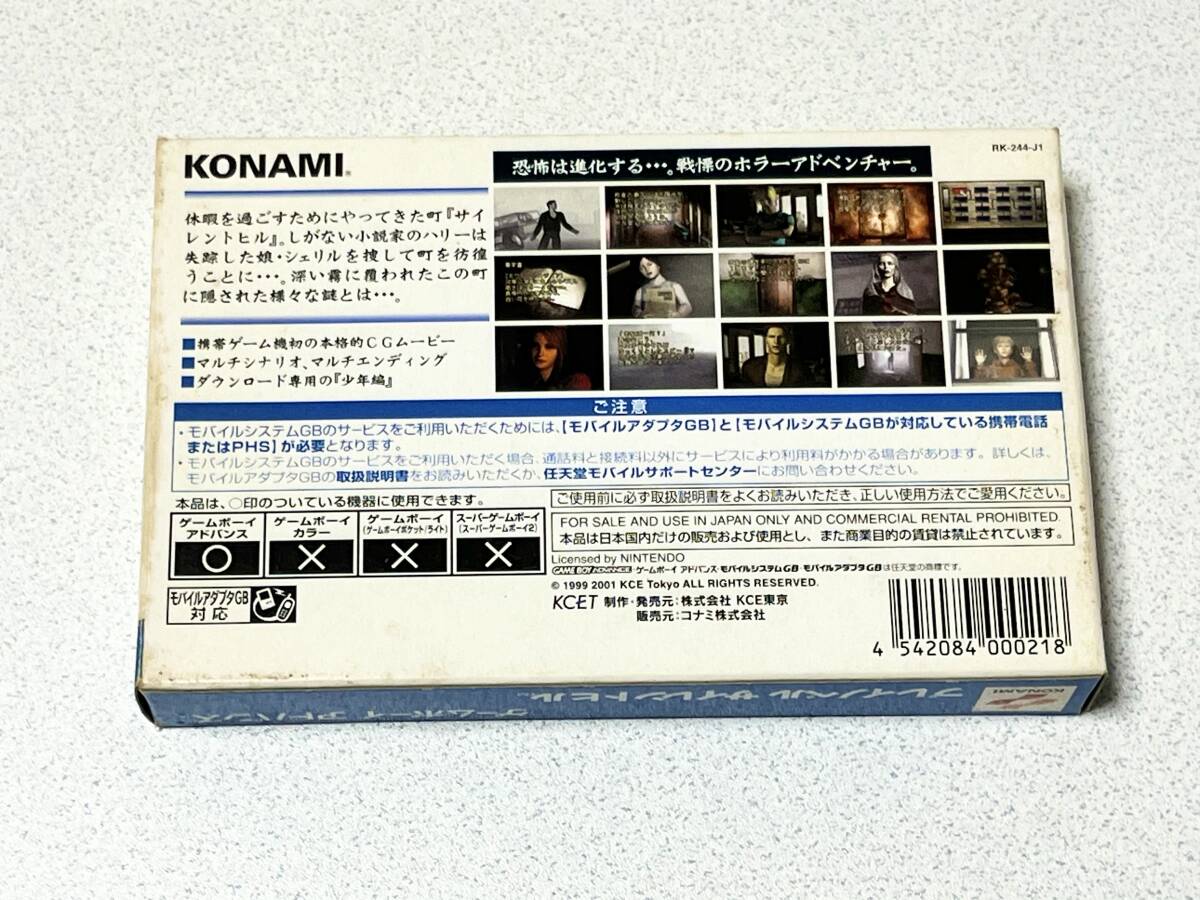 KONAMI
RK-244-J1
恐怖は進化する・・・。戦慄のホラーアドベンチャー。
休暇を過ごすためにやってきた町『サイ
レントヒル』。しがない小説家のハリーは
失踪した娘・シェリルを捜して町を彷徨
うことに・・・。深い霧に覆われたこの町
に隠された様々な謎とは・・・。
■携帯ゲーム機初の本格的CGムービー
■マルチシナリオ、マルチエンディング
■ダウンロード専用の『少年編』
ご注意
・モバイルシステムGBのサービスをご利用いただくためには、【モバイルアダプタGB】と【モバイルシステムGBが対応している携帯電話
またはPHS】が必要となります。
・モバイルシステムGBのサービスをご利用いただく場合、通話料と接続料以外にサービスにより利用料がかかる場合があります。詳しくは、
モバイルアダプタGBの取扱説明書をお読みいただくか、任天堂モバイルサポートセンターにお問い合わせください。
本品は、○印のついている機器に使用できます。
ゲームボーイ
アドバンス
○
ゲームボーイ
カラー
×
ゲームボーイ
(ゲームボーイポケット/ライト)
×
スーパーゲームボーイ
(スーパーゲームボーイ2)
×
モバイルアダプタGB
対応
ご使用前に必ず取扱説明書をよくお読みいただき、正しい使用方法でご愛用ください。
FOR SALE AND USE IN JAPAN ONLY AND COMMERCIAL RENTAL PROHIBITED.
本品は日本国内だけの販売および使用とし、また商業目的の賃貸は禁止されています。
Licensed by NINTENDO
GAME BOY ADVANCE・ゲームボーイ アドバンス・モバイルシステムGB・モバイルアダプタGBは任天堂の商標です。
© 1999 2001 KCE Tokyo ALL RIGHTS RESERVED.
KCET 制作・発売元：株式会社 KCE東京
販売元：コナミ株式会社
4 542084 000218
KONAMI
プレイノベル サイレントヒル
ゲームボーイ アドバンス